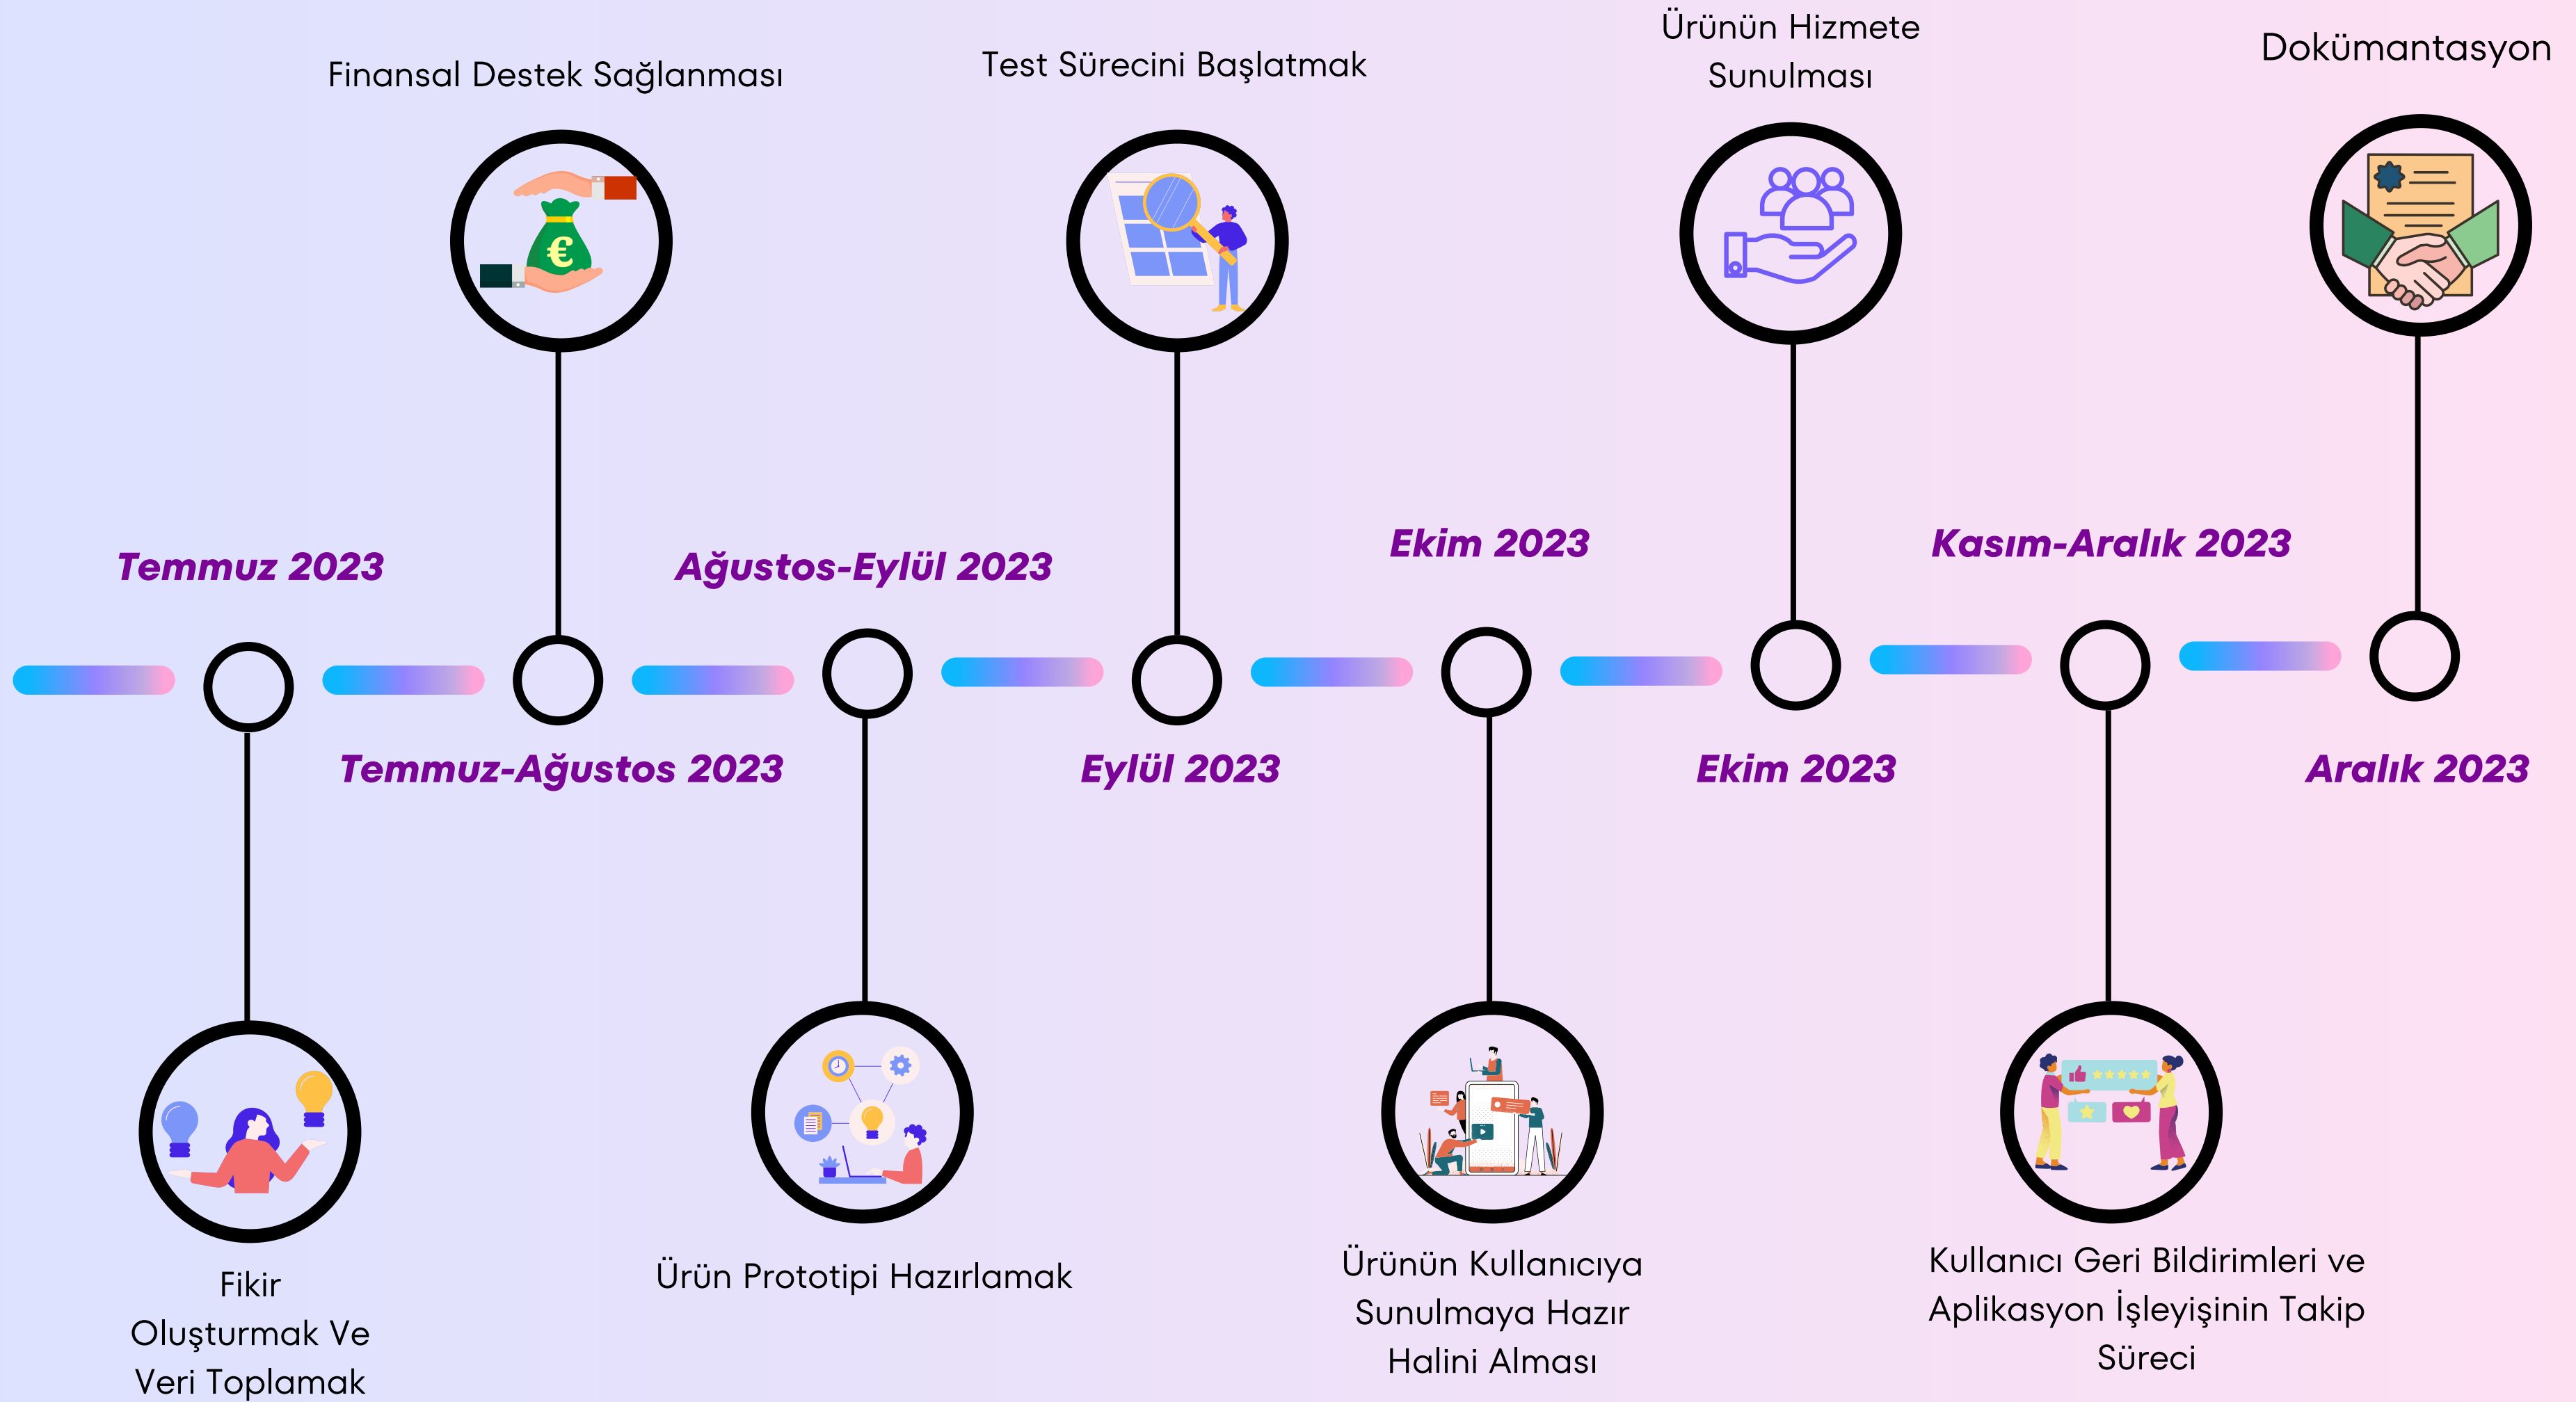 Finansal Destek Sağlanması
Test Sürecini Başlatmak
Ürünün Hizmete
Sunulması
Dokümantasyon
€
Temmuz 2023
Ağustos-Eylül 2023
Ekim 2023
Kasım-Aralık 2023
Temmuz-Ağustos 2023
Eylül 2023
Ekim 2023
Aralık 2023
Fikir
Oluşturmak Ve
Veri Toplamak
Ürün Prototipi Hazırlamak
Ürünün Kullanıcıya
Sunulmaya Hazır
Halini Alması
Kullanıcı Geri Bildirimleri ve
Aplikasyon İşleyişinin Takip
Süreci